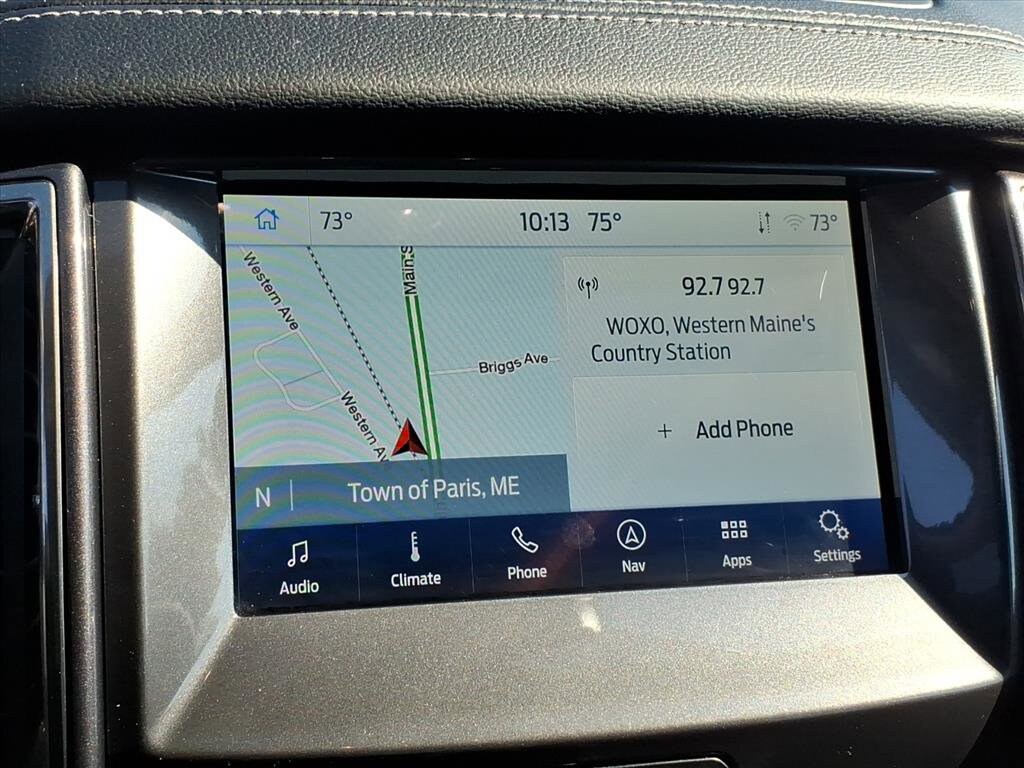 73° 10:13 75° 73°
Main S
Western Ave
Briggs Ave
Western Av
92.7 92.7
WOXO, Western Maine's
Country Station
+ Add Phone
N | Town of Paris, ME
Audio Climate Phone Nav Apps Settings